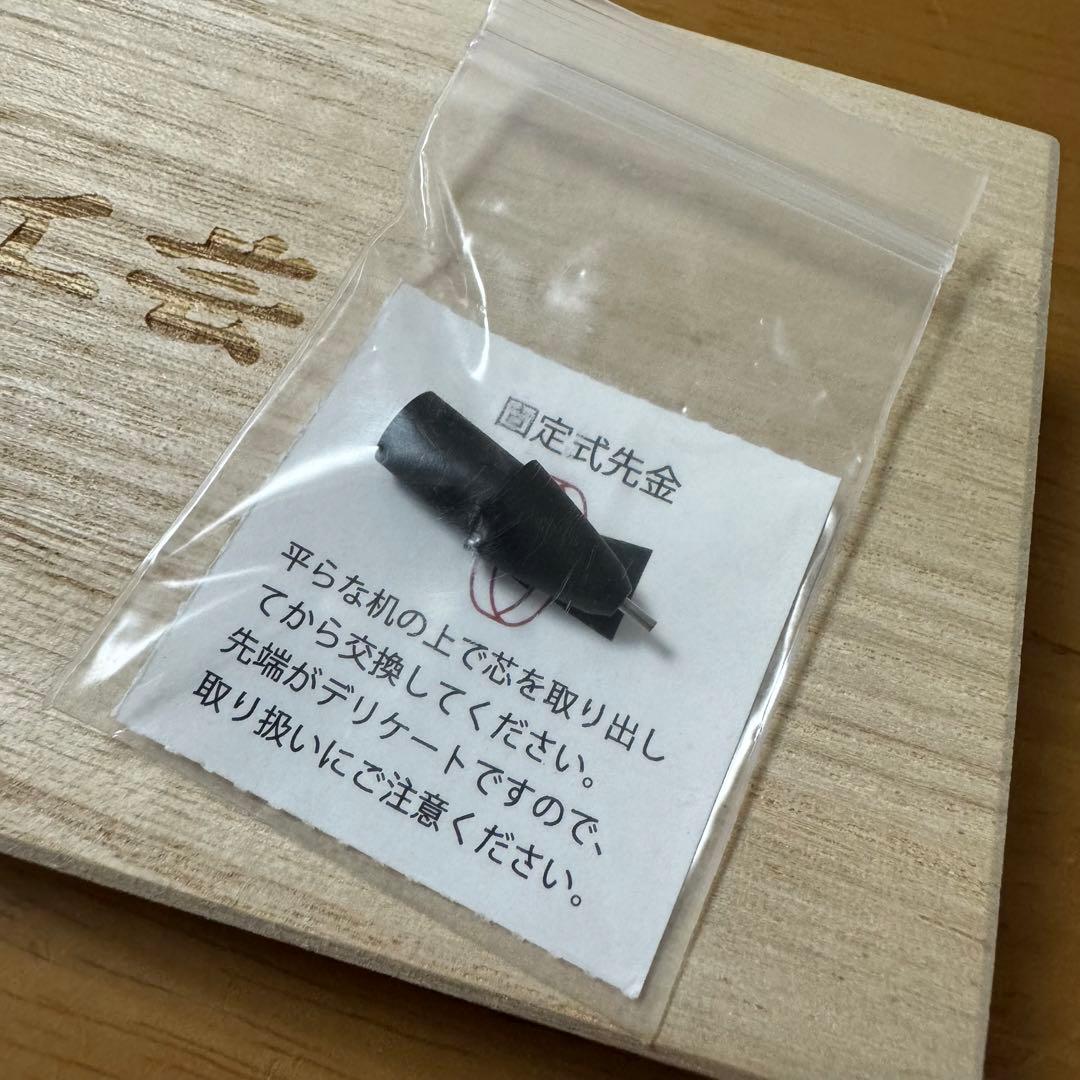 工芸
固定式先金
平らな机の上で芯を取り出し
てから交換してください。
先端がデリケートですので、
取り扱いにご注意ください。